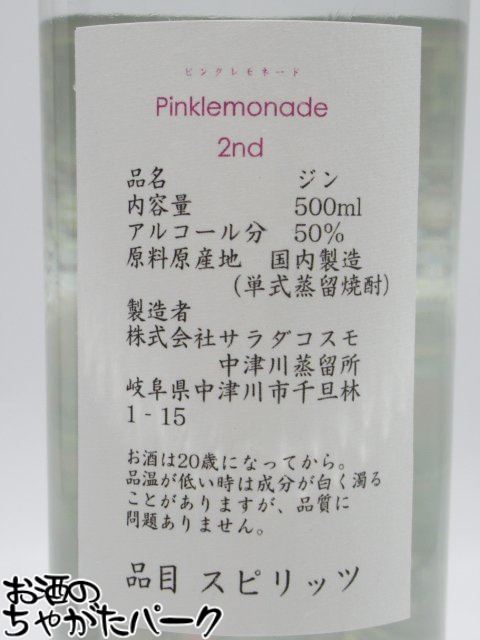 ピンクレモネード
Pinklemonade
2nd
品名 ジン
内容量 500ml
アルコール分 50%
原料原産地 国内製造
(単式蒸留焼酎)
製造者
株式会社サラダコスモ
中津川蒸留所
岐阜県中津川市千旦林
1-15
お酒は20歳になってから。
品温が低い時は成分が白く濁る
ことがありますが、品質に
問題ありません。
品目 スピリッツ
お酒の
ちゃがたパーク